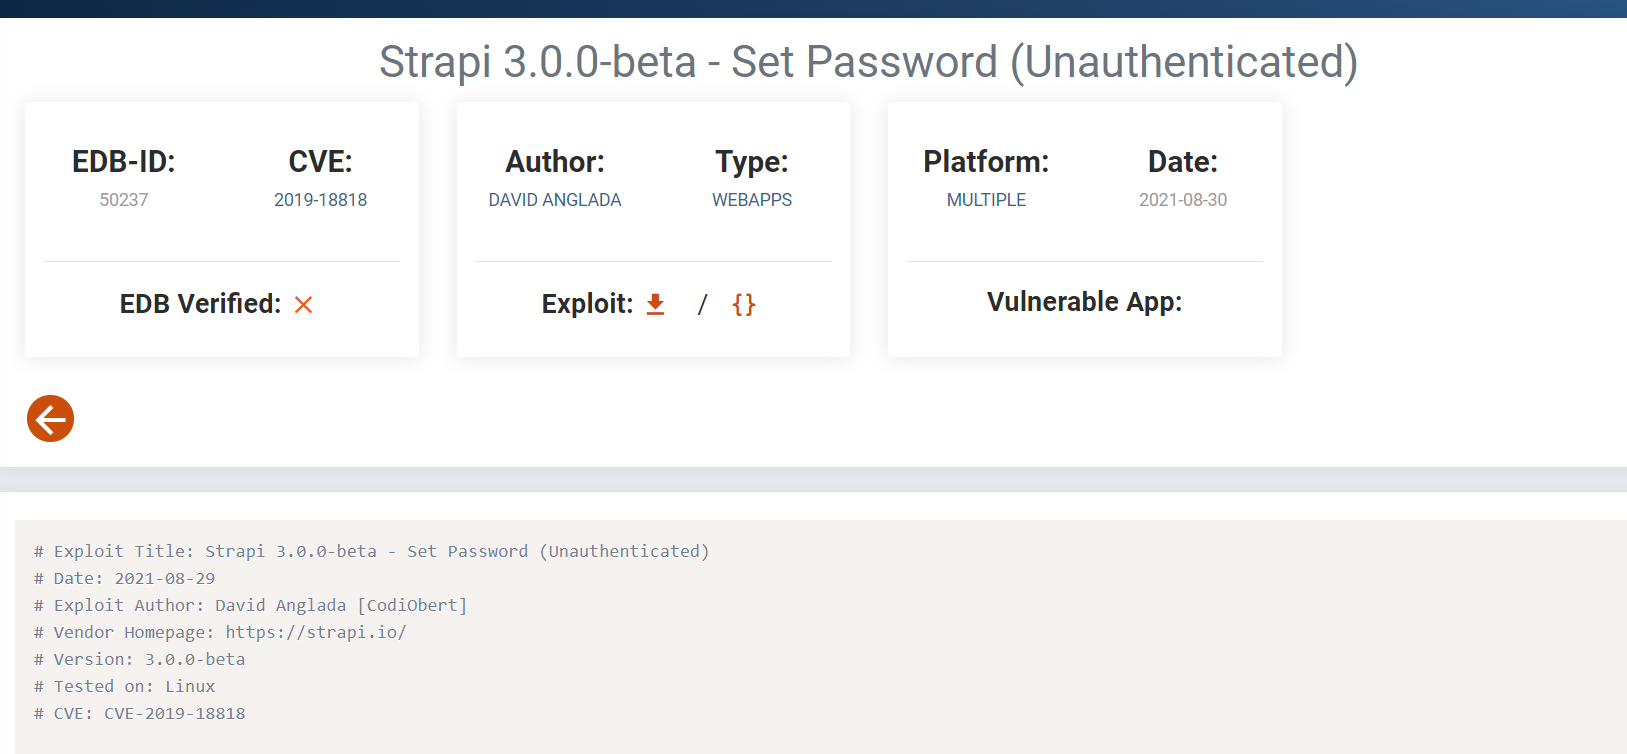 Strapi 3.0.0-beta - Set Password (Unauthenticated)
EDB-ID:
50237
CVE:
2019-18818
EDB Verified:
Author:
DAVID ANGLADA
Type:
WEBAPPS
Exploit: / {}
Platform:
MULTIPLE
Date:
2021-08-30
Vulnerable App:
# Exploit Title: Strapi 3.0.0-beta - Set Password (Unauthenticated)
# Date: 2021-08-29
# Exploit Author: David Anglada [CodiObert]
# Vendor Homepage: https://strapi.io/
# Version: 3.0.0-beta
# Tested on: Linux
# CVE: CVE-2019-18818